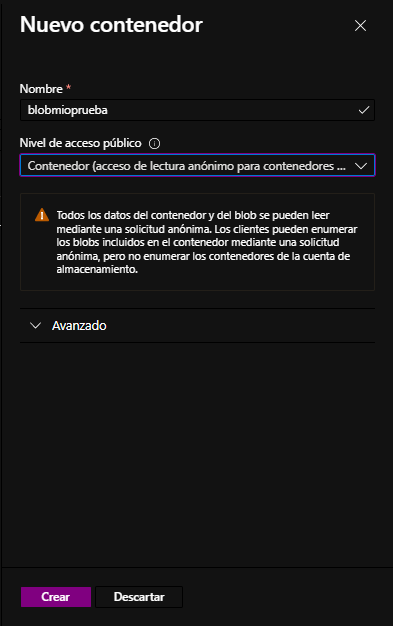 Nuevo contenedor
Nombre *
blobmioprueba
Nivel de acceso público
Contenedor (acceso de lectura anónimo para contenedores ...
Todos los datos del contenedor y del blob se pueden leer
mediante una solicitud anónima. Los clientes pueden enumerar
los blobs incluidos en el contenedor mediante una solicitud
anónima, pero no enumerar los contenedores de la cuenta de
almacenamiento.
Avanzado
Crear
Descartar